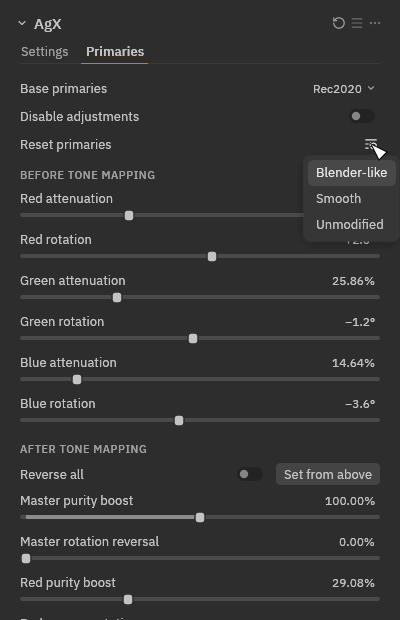 AgX
Settings Primaries
Base primaries Rec2020
Disable adjustments
Reset primaries
Blender-like
Smooth
Unmodified
BEFORE TONE MAPPING
Red attenuation
Red rotation
Green attenuation 25.86%
Green rotation −1.2°
Blue attenuation 14.64%
Blue rotation −3.6°
AFTER TONE MAPPING
Reverse all Set from above
Master purity boost 100.00%
Master rotation reversal 0.00%
Red purity boost 29.08%